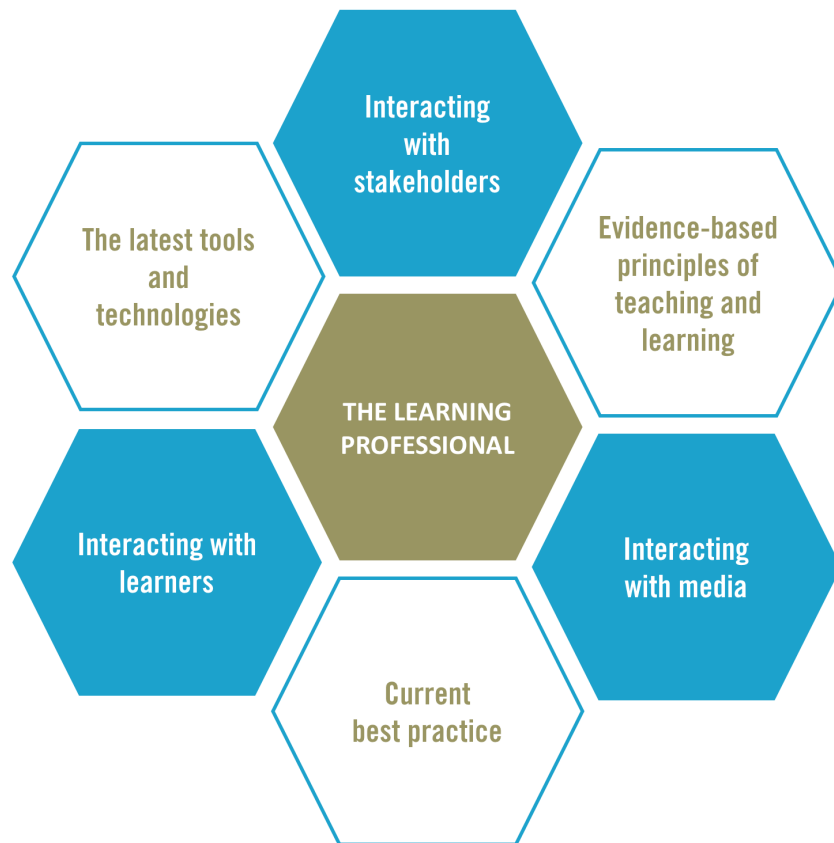 Interacting
with
stakeholders
The latest tools
and
technologies
Evidence-based
principles of
teaching and
learning
THE LEARNING
PROFESSIONAL
Interacting with
learners
Interacting
with media
Current
best practice